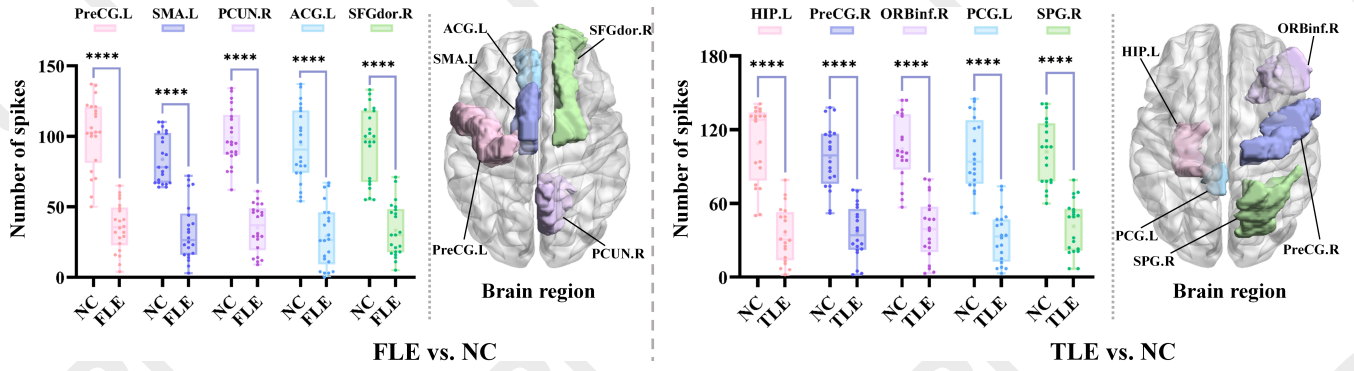 PreCG.L SMA.L PCUN.R ACG.L SFGdor.R
Number of spikes
150
100
50
0
**** **** **** **** ****
NC FLE NC FLE NC FLE NC FLE NC FLE
ACG.L
SFGdor.R
SMA.L
PreCG.L
PCUN.R
Brain region
FLE vs. NC
HIP.L PreCG.R ORBinf.R PCG.L SPG.R
Number of spikes
180
120
60
0
**** **** **** **** ****
NC TLE NC TLE NC TLE NC TLE NC TLE
ORBinf.R
HIP.L
PCG.L
SPG.R
PreCG.R
Brain region
TLE vs. NC